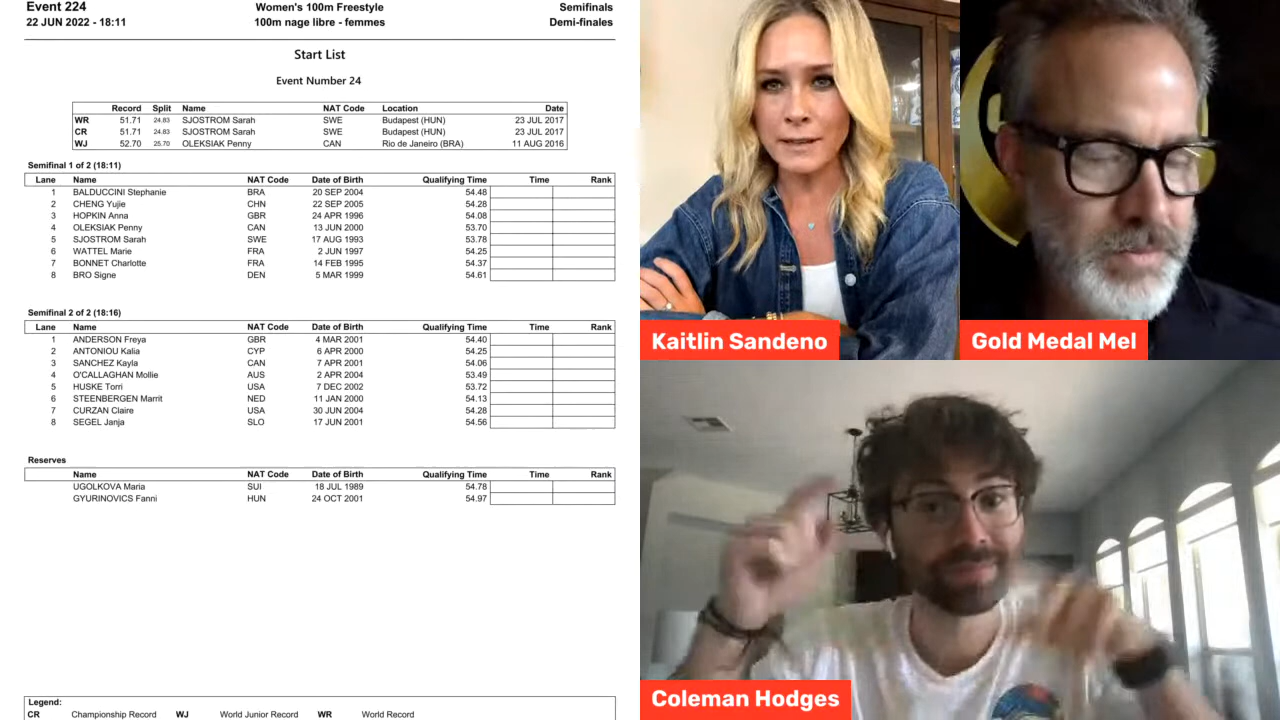 Event 224
Women's 100m Freestyle
Semifinals
22 JUN 2022 - 18:11
100m nage libre - femmes
Demi-finales
Start List
Event Number 24
Record Split Name NAT Code Location Date
WR 51.71 24.83 SJOSTROM Sarah SWE Budapest (HUN) 23 JUL 2017
CR 51.71 24.83 SJOSTROM Sarah SWE Budapest (HUN) 23 JUL 2017
WJ 52.70 25.70 OLEKSIAK Penny CAN Rio de Janeiro (BRA) 11 AUG 2016
Semifinal 1 of 2 (18:11)
Lane Name NAT Code Date of Birth Qualifying Time Time Rank
1 BALDUCCINI Stephanie BRA 20 SEP 2004 54.48
2 CHENG Yujie CHN 22 SEP 2005 54.28
3 HOPKIN Anna GBR 24 APR 1996 54.08
4 OLEKSIAK Penny CAN 13 JUN 2000 53.70
5 SJOSTROM Sarah SWE 17 AUG 1993 53.78
6 WATTEL Marie FRA 2 JUN 1997 54.25
7 BONNET Charlotte FRA 14 FEB 1995 54.37
8 BRO Signe DEN 5 MAR 1999 54.61
Semifinal 2 of 2 (18:16)
Lane Name NAT Code Date of Birth Qualifying Time Time Rank
1 ANDERSON Freya GBR 4 MAR 2001 54.40
2 ANTONIOU Kalia CYP 6 APR 2000 54.25
3 SANCHEZ Kayla CAN 7 APR 2001 54.06
4 O'CALLAGHAN Mollie AUS 2 APR 2004 53.49
5 HUSKE Torri USA 7 DEC 2002 53.72
6 STEENBERGEN Marrit NED 11 JAN 2000 54.13
7 CURZAN Claire USA 30 JUN 2004 54.28
8 SEGEL Janja SLO 17 JUN 2001 54.56
Reserves
Name NAT Code Date of Birth Qualifying Time Time Rank
UGOLKOVA Maria SUI 18 JUL 1989 54.78
GYURINOVICS Fanni HUN 24 OCT 2001 54.97
Legend:
CR Championship Record WJ World Junior Record WR World Record
Kaitlin Sandeno
Gold Medal Mel
Coleman Hodges